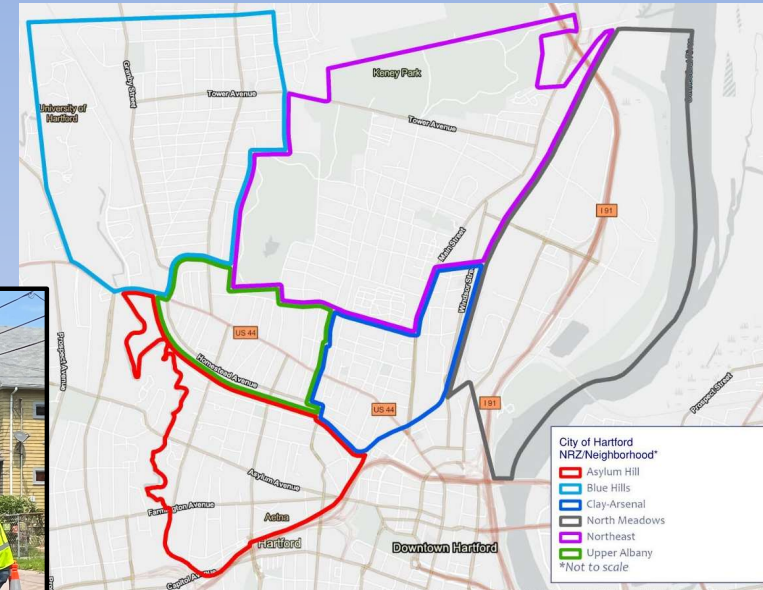 Keney Park
Granby Street
Tower Avenue
University of
Hartford
Tower Avenue
I 91
Main Street
Windsor Street
Prospect Avenue
US 44
Homestead Avenue
Prospect Street
US 44
I 91
Asylum Avenue
Farmington Avenue
Aetna
Hartford
Downtown Hartford
Capitol Avenue
City of Hartford
NRZ/Neighborhood*
Asylum Hill
Blue Hills
Clay-Arsenal
North Meadows
Northeast
Upper Albany
*Not to scale